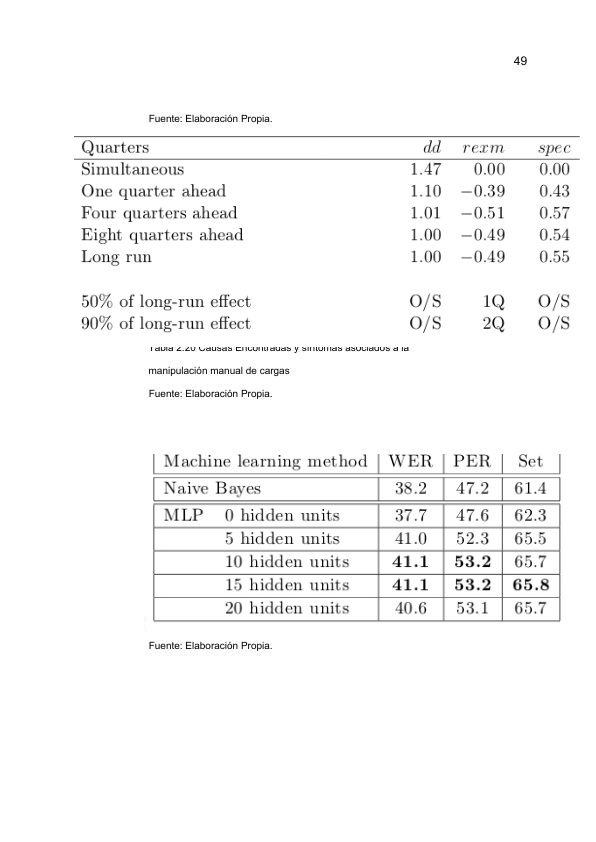 49
Fuente: Elaboración Propia.
Quarters dd rexm spec
Simultaneous 1.47 0.00 0.00
One quarter ahead 1.10 −0.39 0.43
Four quarters ahead 1.01 −0.51 0.57
Eight quarters ahead 1.00 −0.49 0.54
Long run 1.00 −0.49 0.55
50% of long-run effect O/S 1Q O/S
90% of long-run effect O/S 2Q O/S
Tabla 2.20 Causas Encontradas y síntomas asociados a la
manipulación manual de cargas
Fuente: Elaboración Propia.
Machine learning method WER PER Set
Naive Bayes 38.2 47.2 61.4
MLP 0 hidden units 37.7 47.6 62.3
5 hidden units 41.0 52.3 65.5
10 hidden units 41.1 53.2 65.7
15 hidden units 41.1 53.2 65.8
20 hidden units 40.6 53.1 65.7
Fuente: Elaboración Propia.